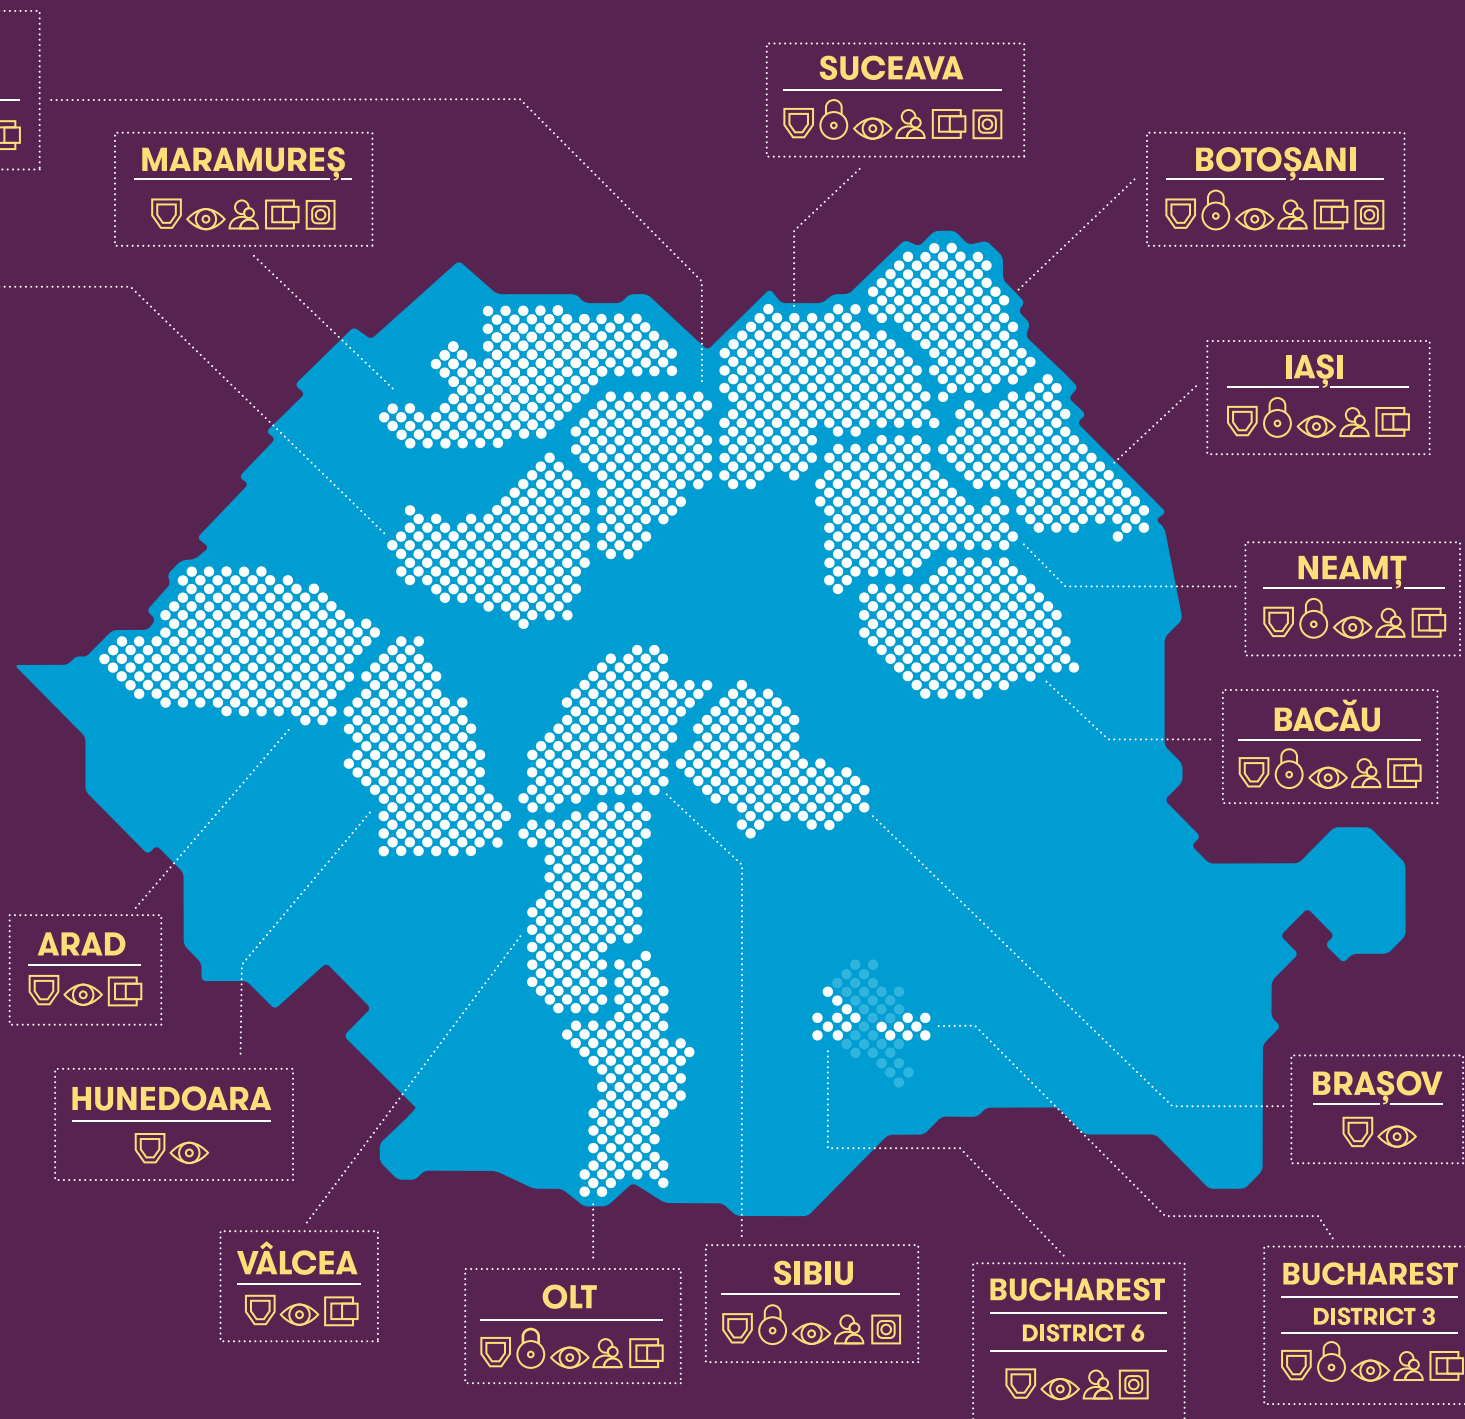 SUCEAVA
MARAMUREȘ
BOTOȘANI
IAȘI
NEAMȚ
BACĂU
ARAD
HUNEDOARA
BRAȘOV
VÂLCEA
OLT
SIBIU
BUCHAREST
DISTRICT 6
BUCHAREST
DISTRICT 3